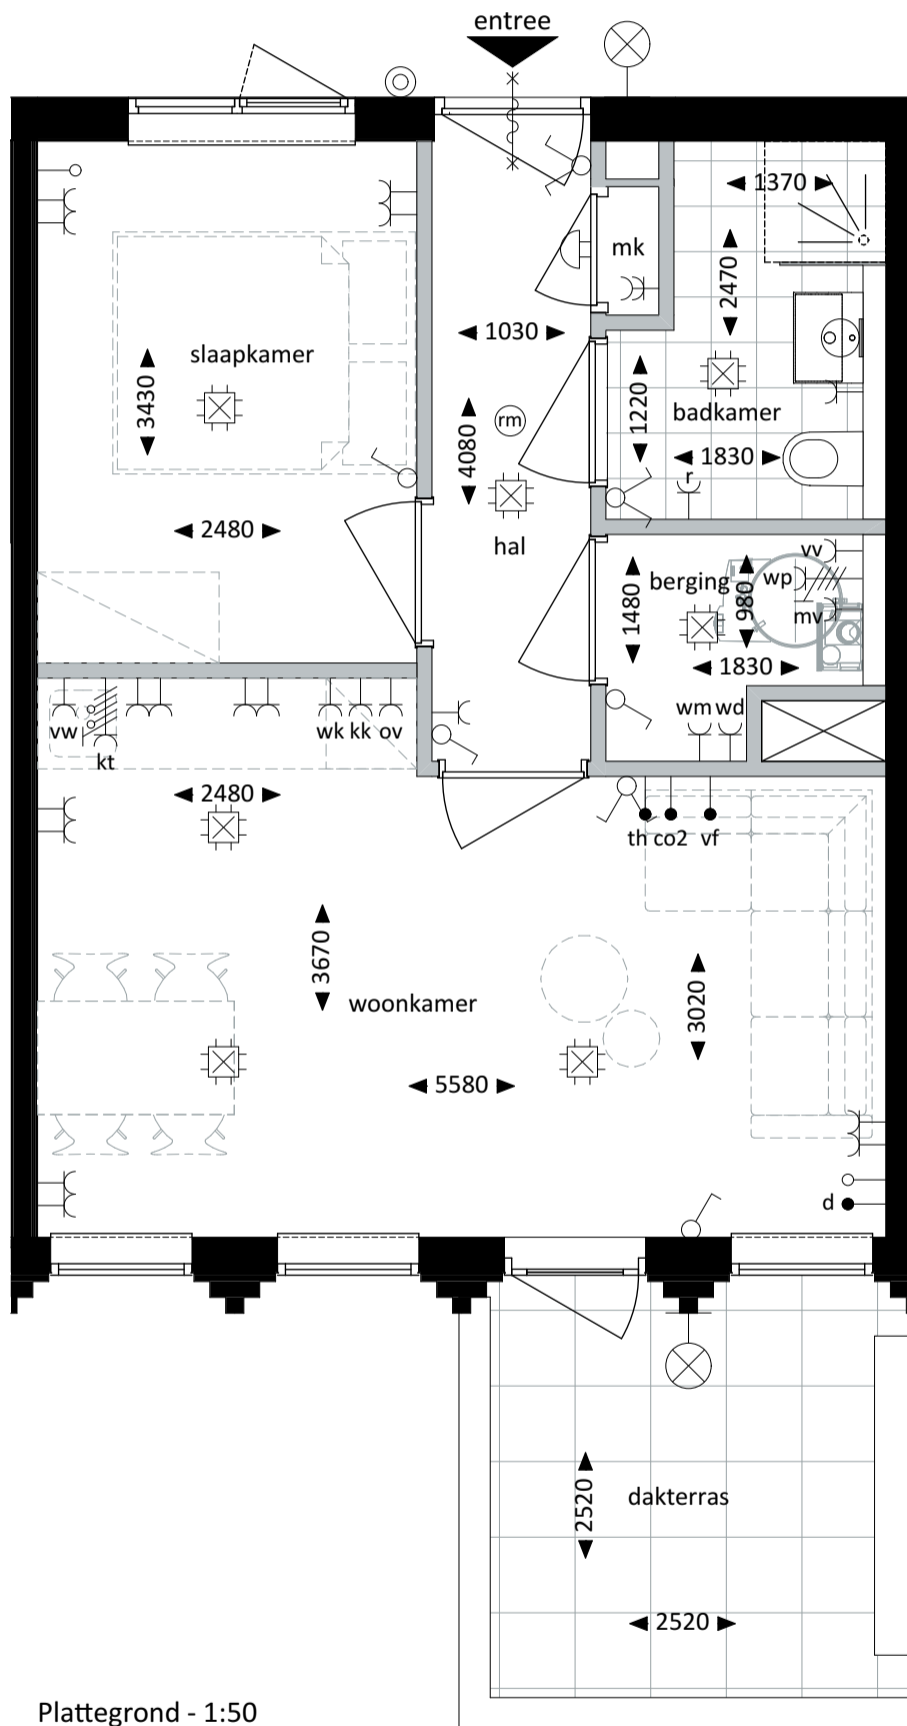 entree
1370
mk
2470
1030
slaapkamer
3430
1220
badkamer
rm
4080
1830
r
2480
hal
vv
berging
wp
980
1480
mv
1830
wm wd
vw
kt
wk kk ov
2480
th co2 vf
3670
woonkamer
3020
5580
d
dakterras
2520
2520
Plattegrond - 1:50